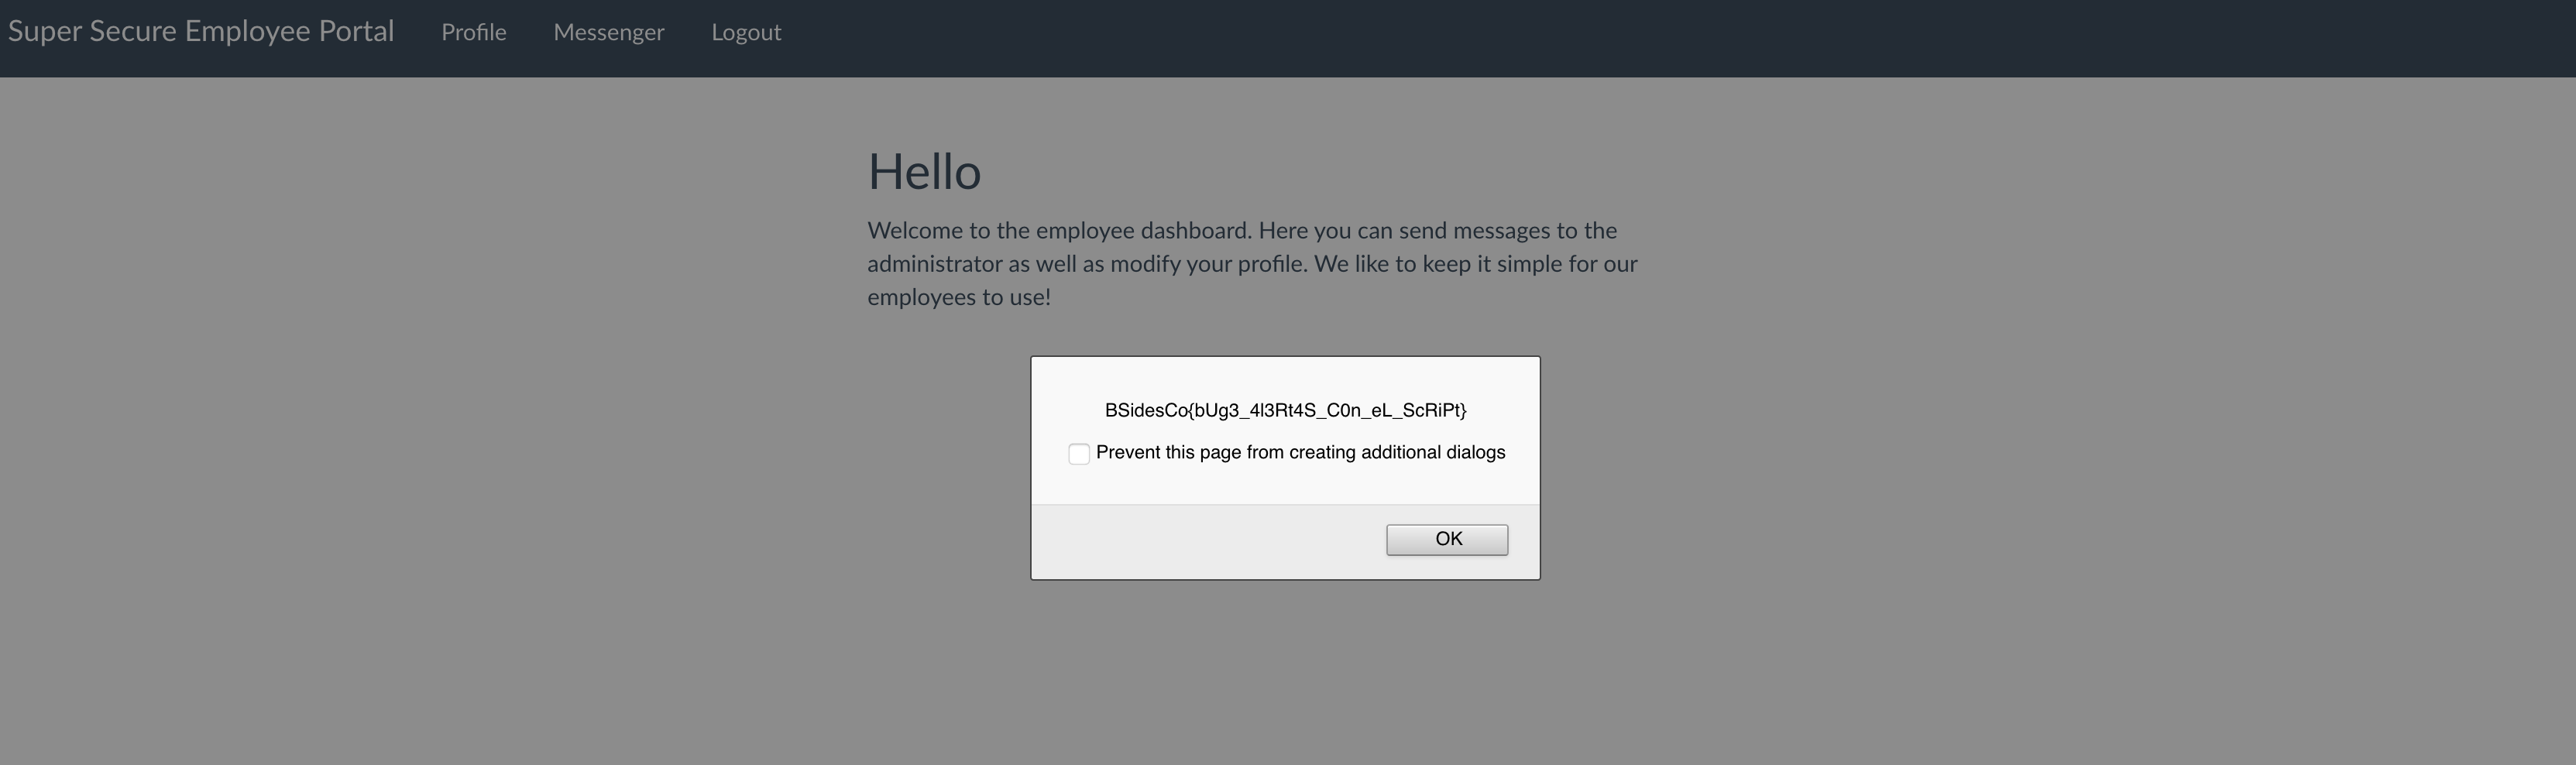 Super Secure Employee Portal Profile Messenger Logout
Hello
Welcome to the employee dashboard. Here you can send messages to the
administrator as well as modify your profile. We like to keep it simple for our
employees to use!
BSidesCo{bUg3_4l3Rt4S_C0n_eL_ScRiPt}
Prevent this page from creating additional dialogs
OK